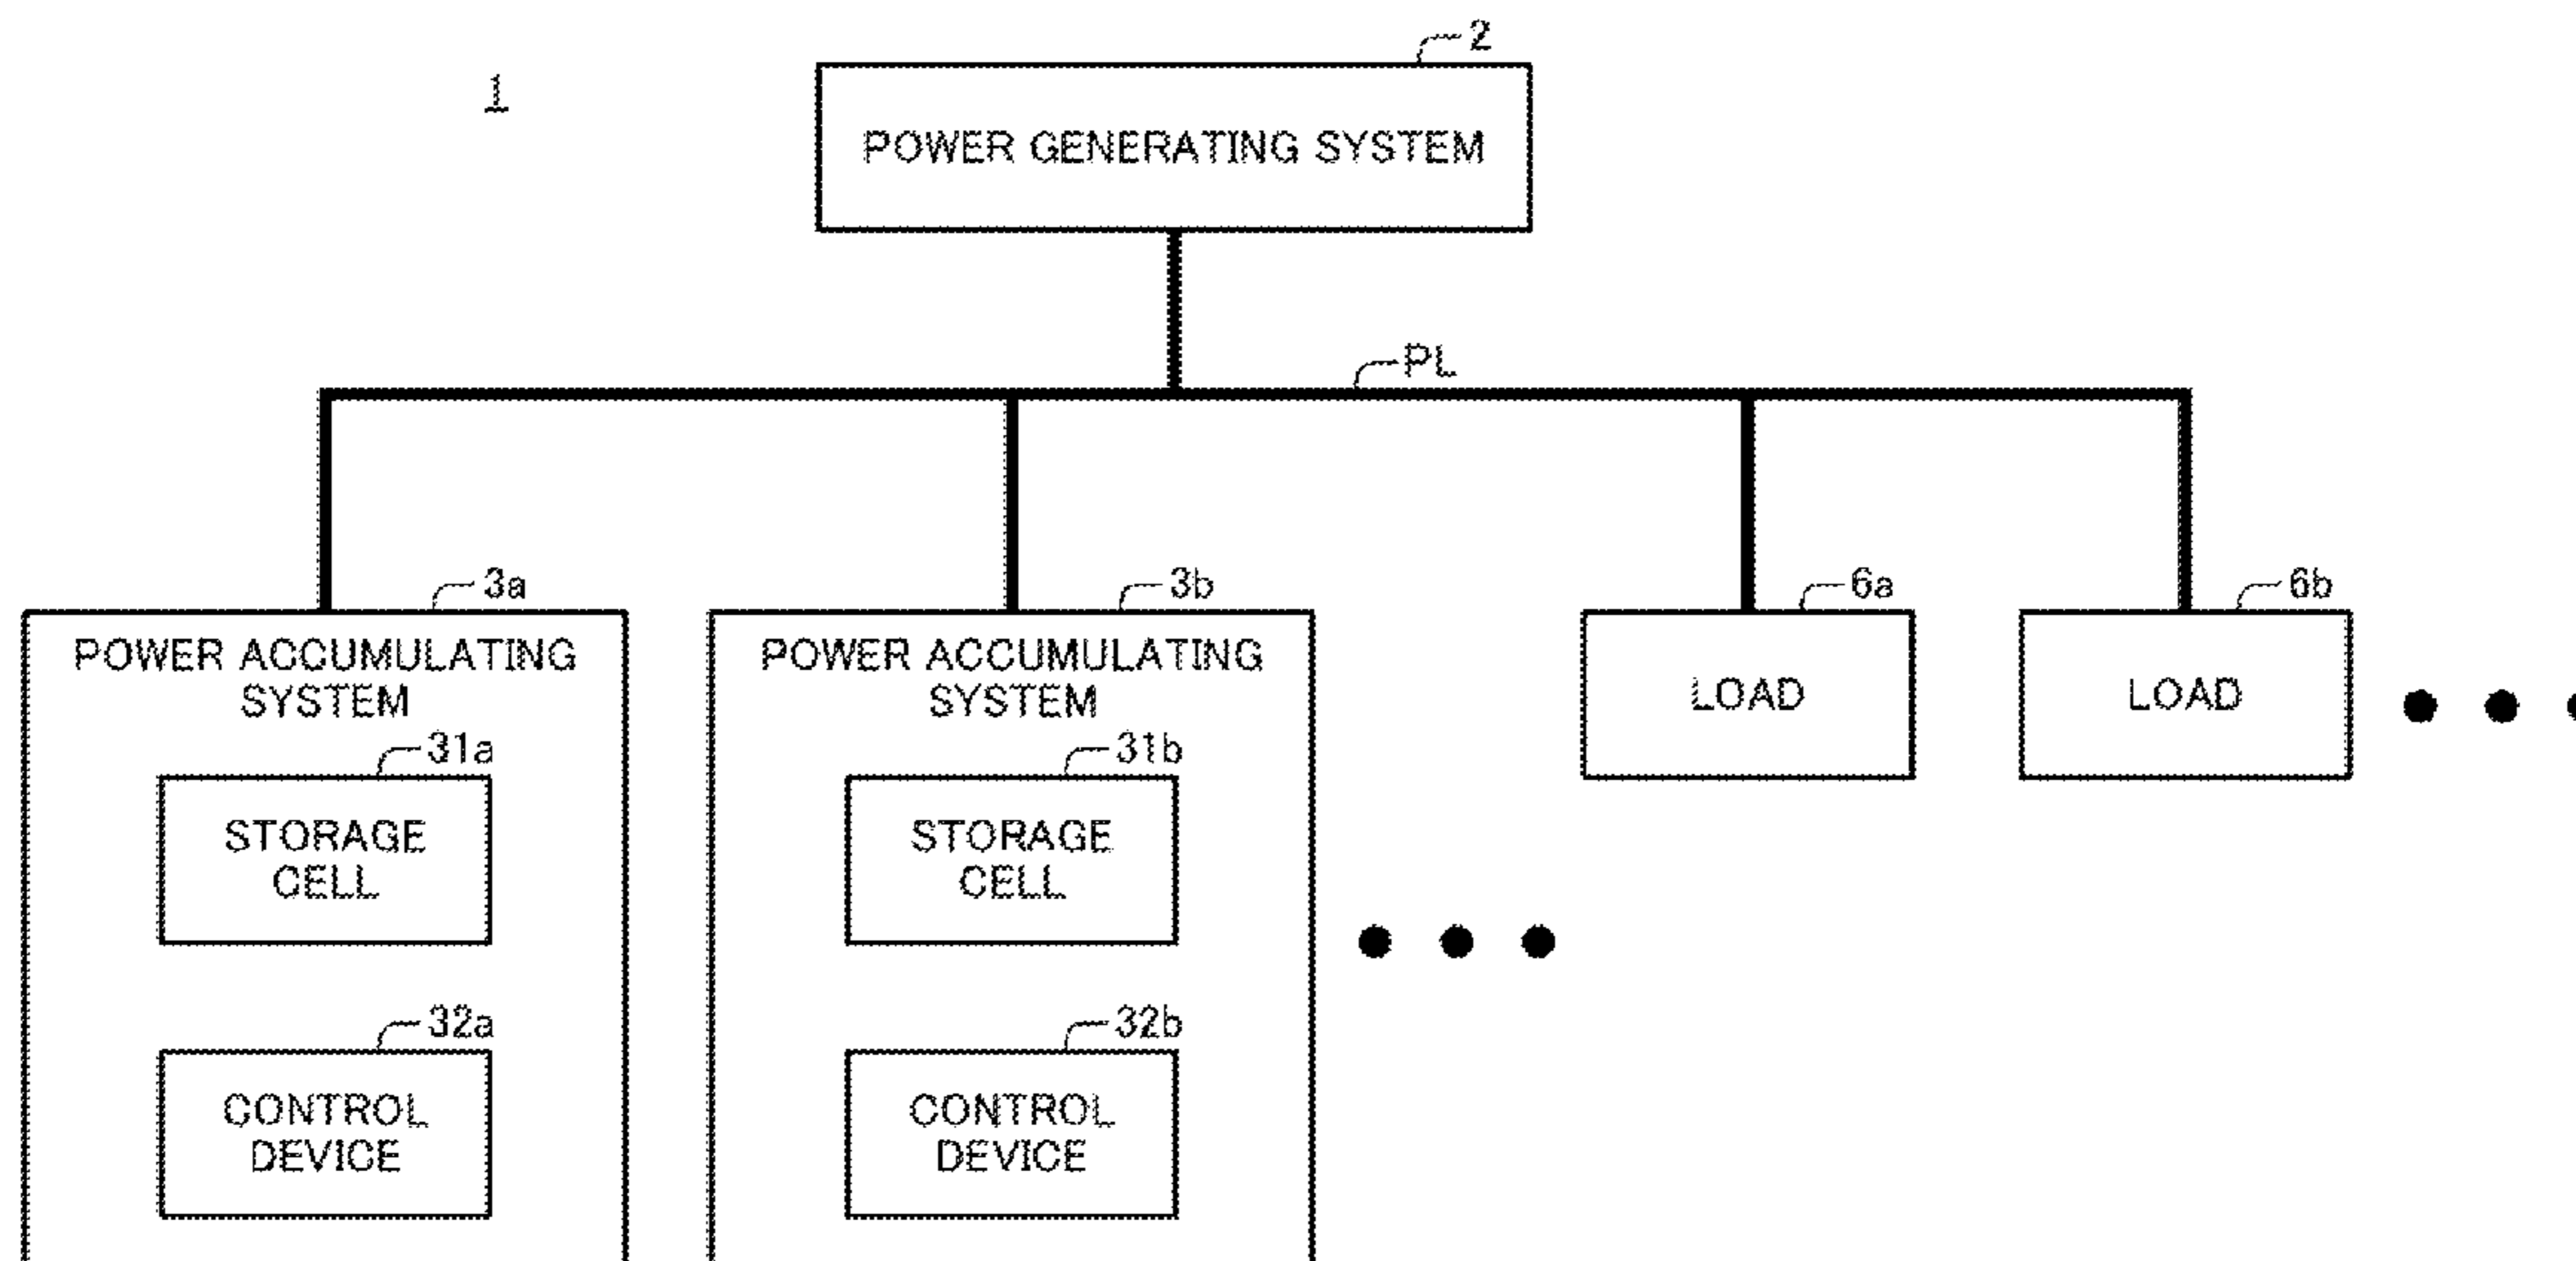 2
1
POWER GENERATING SYSTEM
PL
3a
3b
6a
6b
POWER ACCUMULATING
SYSTEM
POWER ACCUMULATING
SYSTEM
LOAD
LOAD
31a
31b
STORAGE
CELL
STORAGE
CELL
32a
32b
CONTROL
DEVICE
CONTROL
DEVICE